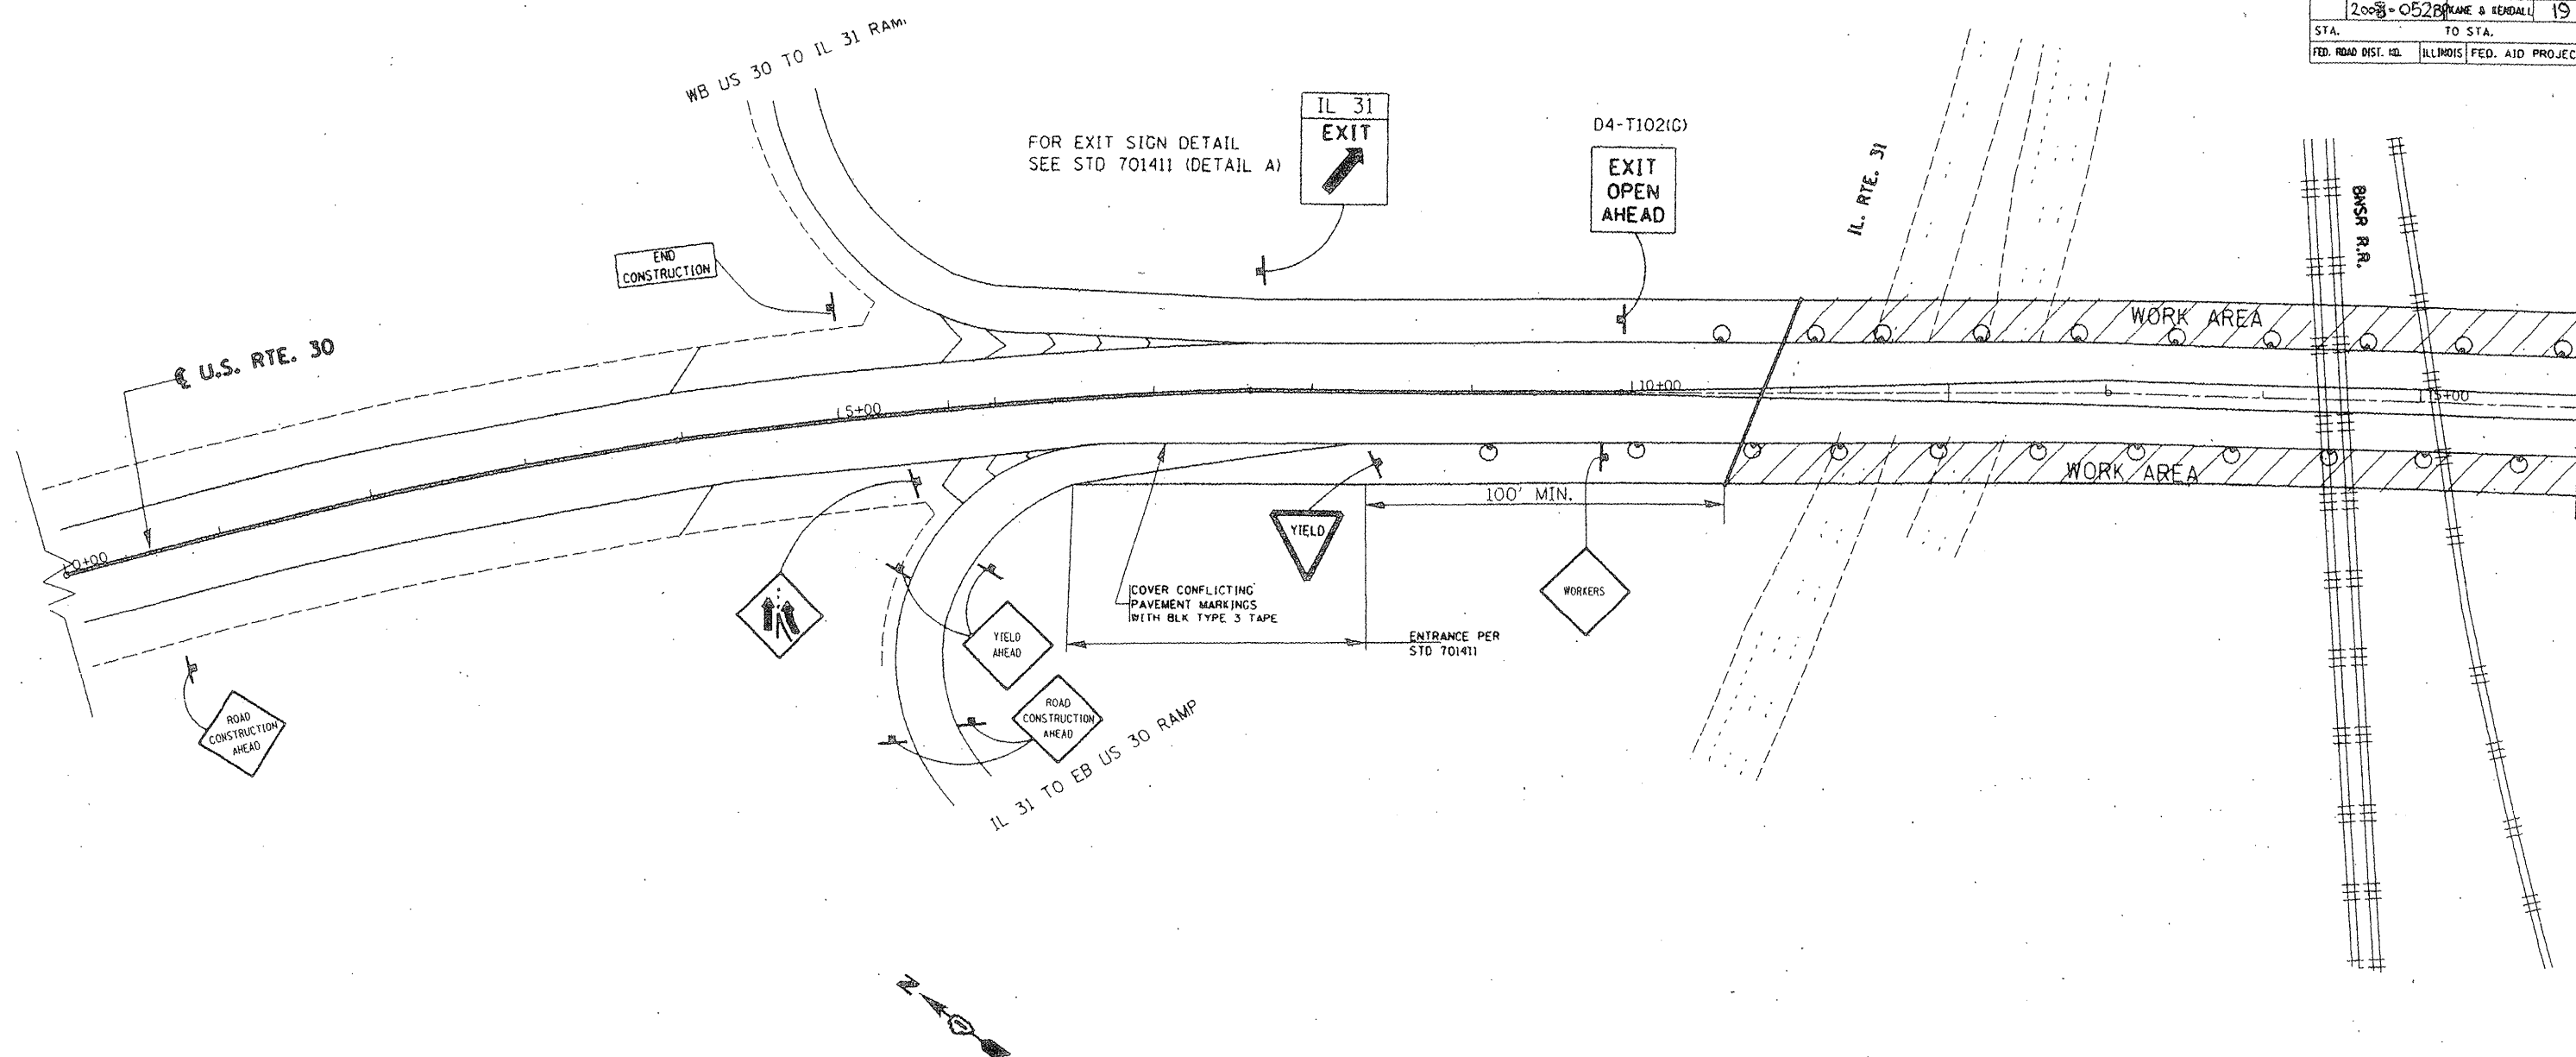 KANE & KENDALL 19
STA. TO STA.
FED. ROAD DIST. NO. ILLINOIS FED. AID PROJEC
WB US 30 TO IL 31 RAM
IL 31
EXIT
FOR EXIT SIGN DETAIL
SEE STD 701411 (DETAIL A)
D4-T102(G)
EXIT
OPEN
AHEAD
IL. RTE. 31
BNSR R.R.
END
CONSTRUCTION
℄ U.S. RTE. 30
WORK AREA
0+00
5+00
10+00
15+00
WORK AREA
100' MIN.
YIELD
WORKERS
COVER CONFLICTING
PAVEMENT MARKINGS
WITH BLK TYPE 3 TAPE
ENTRANCE PER
STD 701411
YIELD
AHEAD
ROAD
CONSTRUCTION
AHEAD
ROAD
CONSTRUCTION
AHEAD
IL 31 TO EB US 30 RAMP
N